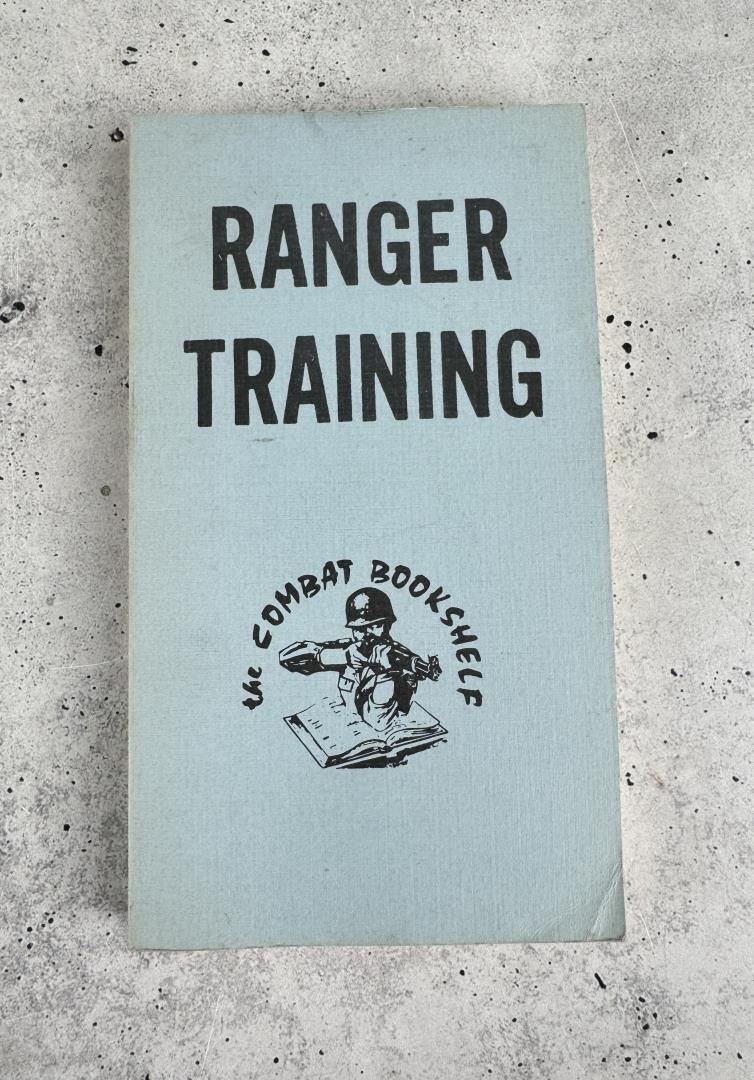 RANGER
TRAINING
the COMBAT BOOKSHELF